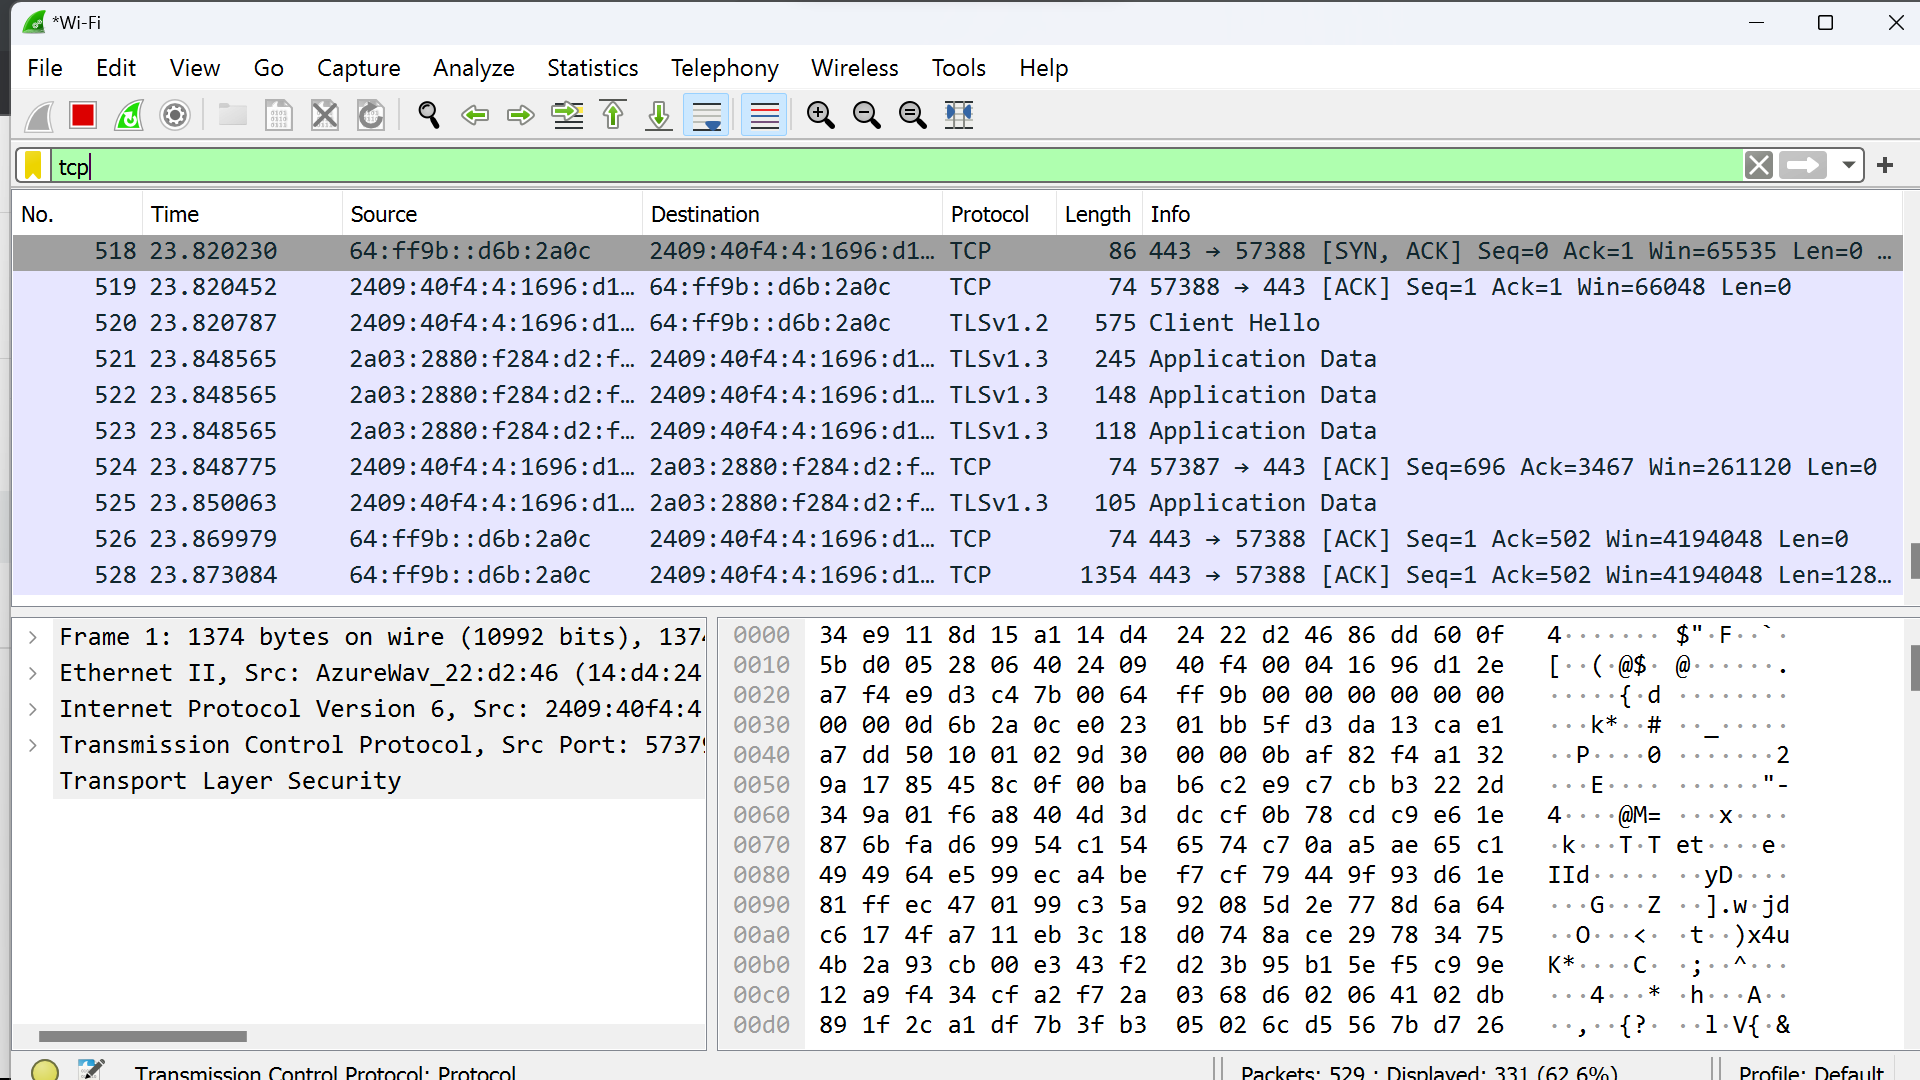 *Wi-Fi
File Edit View Go Capture Analyze Statistics Telephony Wireless Tools Help
tcp
No. Time Source Destination Protocol Length Info
518 23.820230 64:ff9b::d6b:2a0c 2409:40f4:4:1696:d1… TCP 86 443 → 57388 [SYN, ACK] Seq=0 Ack=1 Win=65535 Len=0 …
519 23.820452 2409:40f4:4:1696:d1… 64:ff9b::d6b:2a0c TCP 74 57388 → 443 [ACK] Seq=1 Ack=1 Win=66048 Len=0
520 23.820787 2409:40f4:4:1696:d1… 64:ff9b::d6b:2a0c TLSv1.2 575 Client Hello
521 23.848565 2a03:2880:f284:d2:f… 2409:40f4:4:1696:d1… TLSv1.3 245 Application Data
522 23.848565 2a03:2880:f284:d2:f… 2409:40f4:4:1696:d1… TLSv1.3 148 Application Data
523 23.848565 2a03:2880:f284:d2:f… 2409:40f4:4:1696:d1… TLSv1.3 118 Application Data
524 23.848775 2409:40f4:4:1696:d1… 2a03:2880:f284:d2:f… TCP 74 57387 → 443 [ACK] Seq=696 Ack=3467 Win=261120 Len=0
525 23.850063 2409:40f4:4:1696:d1… 2a03:2880:f284:d2:f… TLSv1.3 105 Application Data
526 23.869979 64:ff9b::d6b:2a0c 2409:40f4:4:1696:d1… TCP 74 443 → 57388 [ACK] Seq=1 Ack=502 Win=4194048 Len=0
528 23.873084 64:ff9b::d6b:2a0c 2409:40f4:4:1696:d1… TCP 1354 443 → 57388 [ACK] Seq=1 Ack=502 Win=4194048 Len=128…
Frame 1: 1374 bytes on wire (10992 bits), 1374
Ethernet II, Src: AzureWav_22:d2:46 (14:d4:24
Internet Protocol Version 6, Src: 2409:40f4:4
Transmission Control Protocol, Src Port: 5737
Transport Layer Security
0000 34 e9 11 8d 15 a1 14 d4 24 22 d2 46 86 dd 60 0f 4······· $"·F··`·
0010 5b d0 05 28 06 40 24 09 40 f4 00 04 16 96 d1 2e [··(·@$· @······.
0020 a7 f4 e9 d3 c4 7b 00 64 ff 9b 00 00 00 00 00 00 ·····{·d ········
0030 00 00 0d 6b 2a 0c e0 23 01 bb 5f d3 da 13 ca e1 ···k*··# ··_·····
0040 a7 dd 50 10 01 02 9d 30 00 00 0b af 82 f4 a1 32 ··P····0 ·······2
0050 9a 17 85 45 8c 0f 00 ba b6 c2 e9 c7 cb b3 22 2d ···E···· ······"-
0060 34 9a 01 f6 a8 40 4d 3d dc cf 0b 78 cd c9 e6 1e 4····@M= ···x····
0070 87 6b fa d6 99 54 c1 54 65 74 c7 0a a5 ae 65 c1 ·k···T·T et····e·
0080 49 49 64 e5 99 ec a4 be f7 cf 79 44 9f 93 d6 1e IId····· ··yD····
0090 81 ff ec 47 01 99 c3 5a 92 08 5d 2e 77 8d 6a 64 ···G···Z ··].w·jd
00a0 c6 17 4f a7 11 eb 3c 18 d0 74 8a ce 29 78 34 75 ··O···<· ·t··)x4u
00b0 4b 2a 93 cb 00 e3 43 f2 d2 3b 95 b1 5e f5 c9 9e K*····C· ·;··^···
00c0 12 a9 f4 34 cf a2 f7 2a 03 68 d6 02 06 41 02 db ···4···* ·h···A··
00d0 89 1f 2c a1 df 7b 3f b3 05 02 6c d5 56 7b d7 26 ··,··{?· ··l·V{·&
Transmission Control Protocol: Protocol Packets: 529 · Displayed: 331 (62.6%) Profile: Default